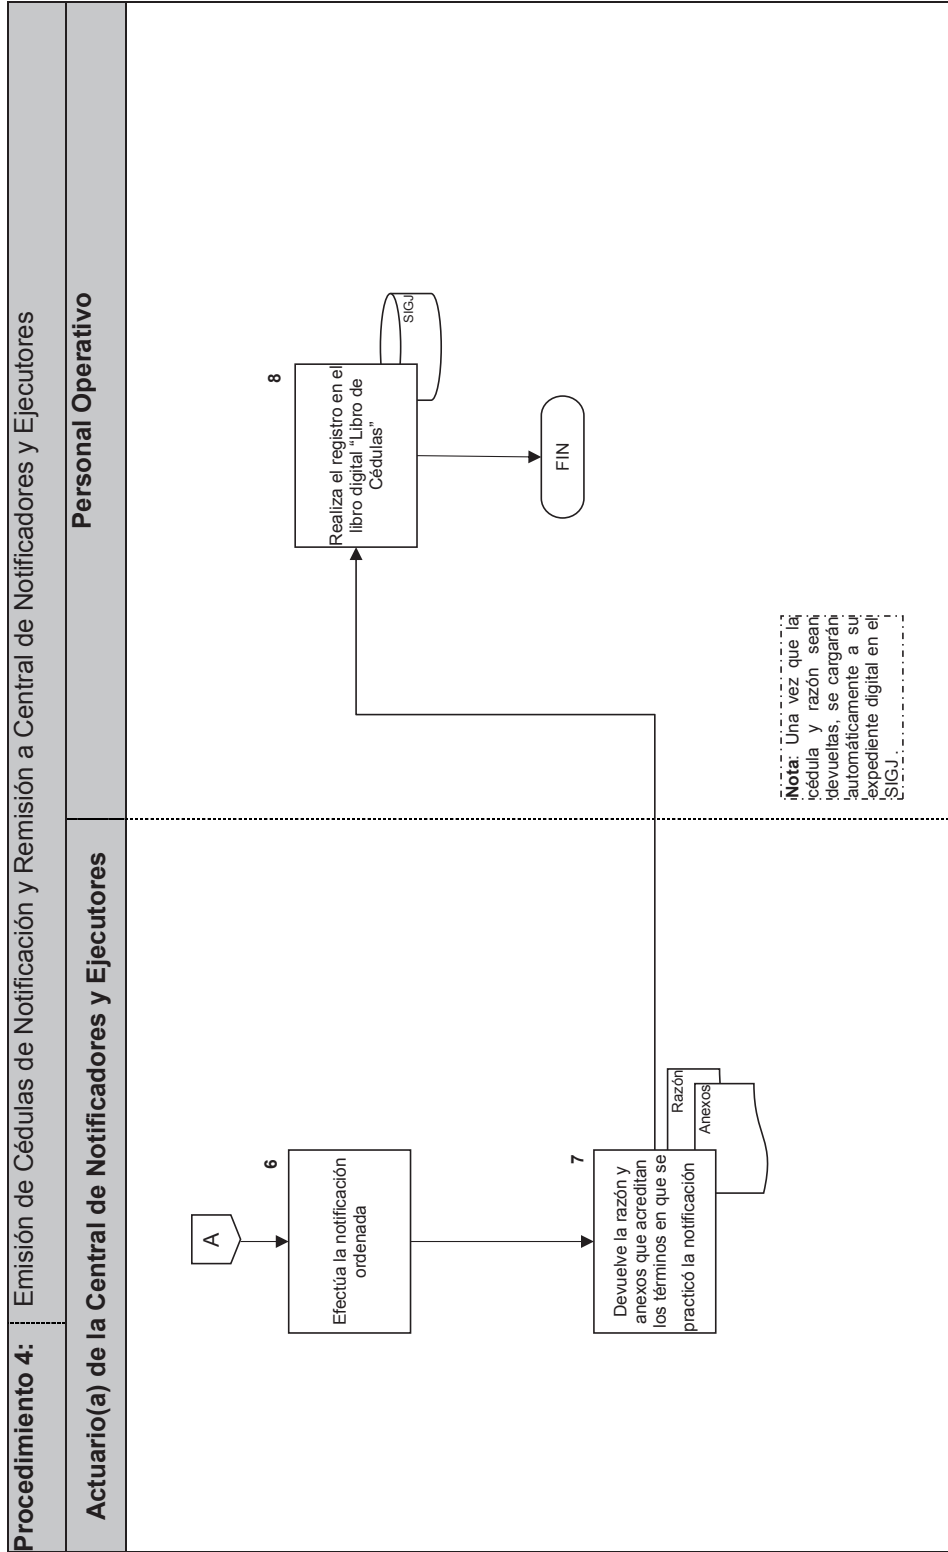 Procedimiento 4: Emisión de Cédulas de Notificación y Remisión a Central de Notificadores y Ejecutores
Actuario(a) de la Central de Notificadores y Ejecutores
Personal Operativo
A
6
Efectúa la notificación
ordenada
7
Devuelve la razón y
anexos que acreditan
los términos en que se
practicó la notificación
Razón
Anexos
8
Realiza el registro en el
libro digital “Libro de
Cédulas”
SIGJ
FIN
Nota: Una vez que la
cédula y razón sean
devueltas, se cargarán
automáticamente a su
expediente digital en el
SIGJ .